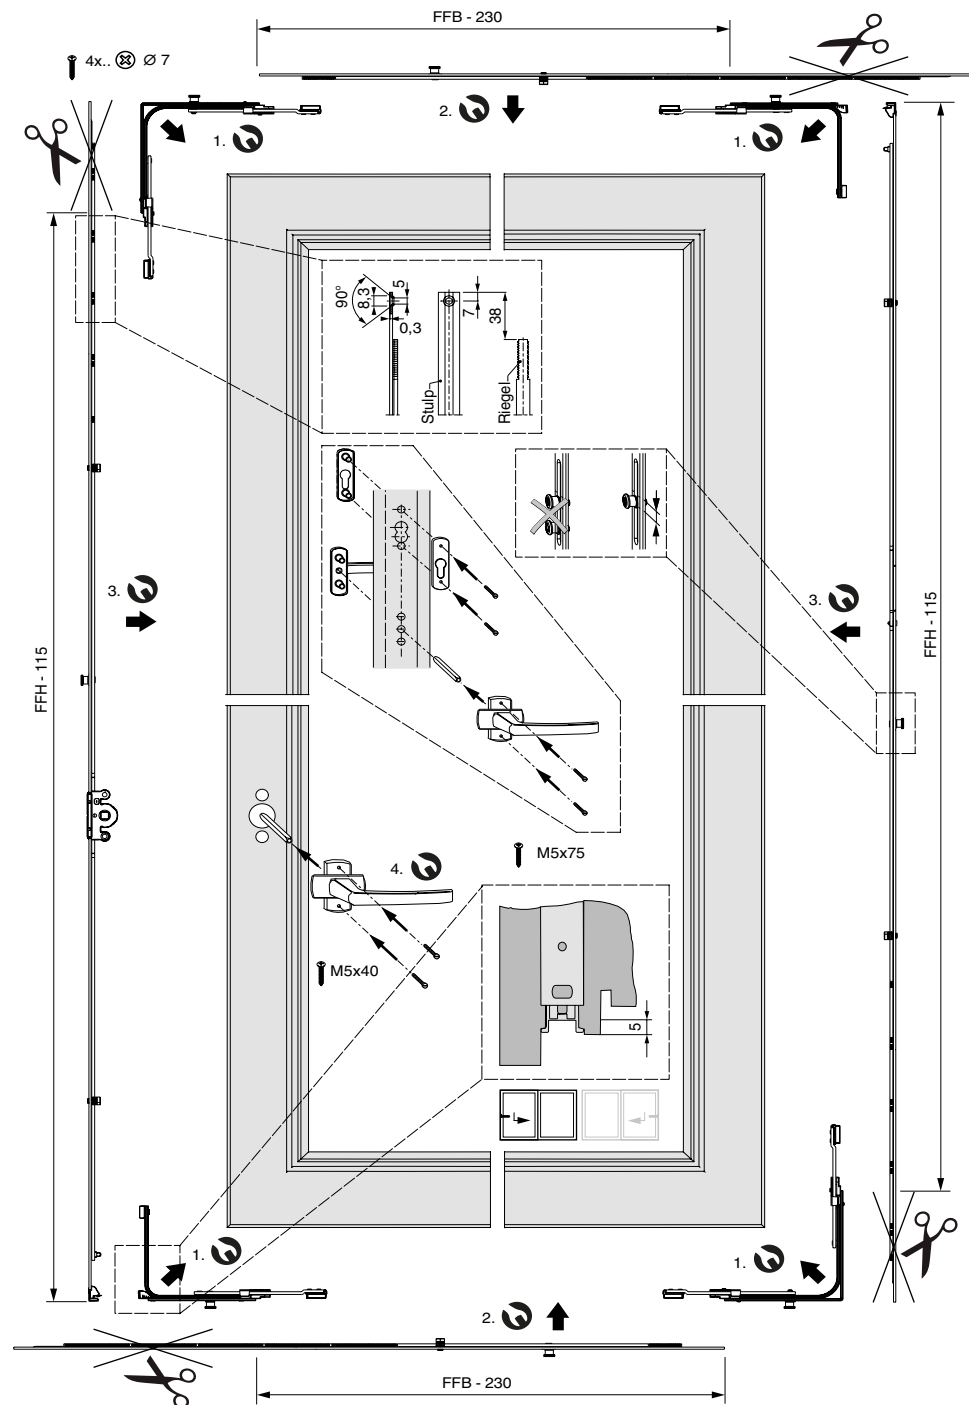 FFB - 230
4x.. Ø 7
2.
1.
1.
90°
8,3
5
0,3
7
38
Stulp
Riegel
3.
3.
FFH - 115
FFH - 115
M5x75
4.
M5x40
5
1.
1.
2.
FFB - 230